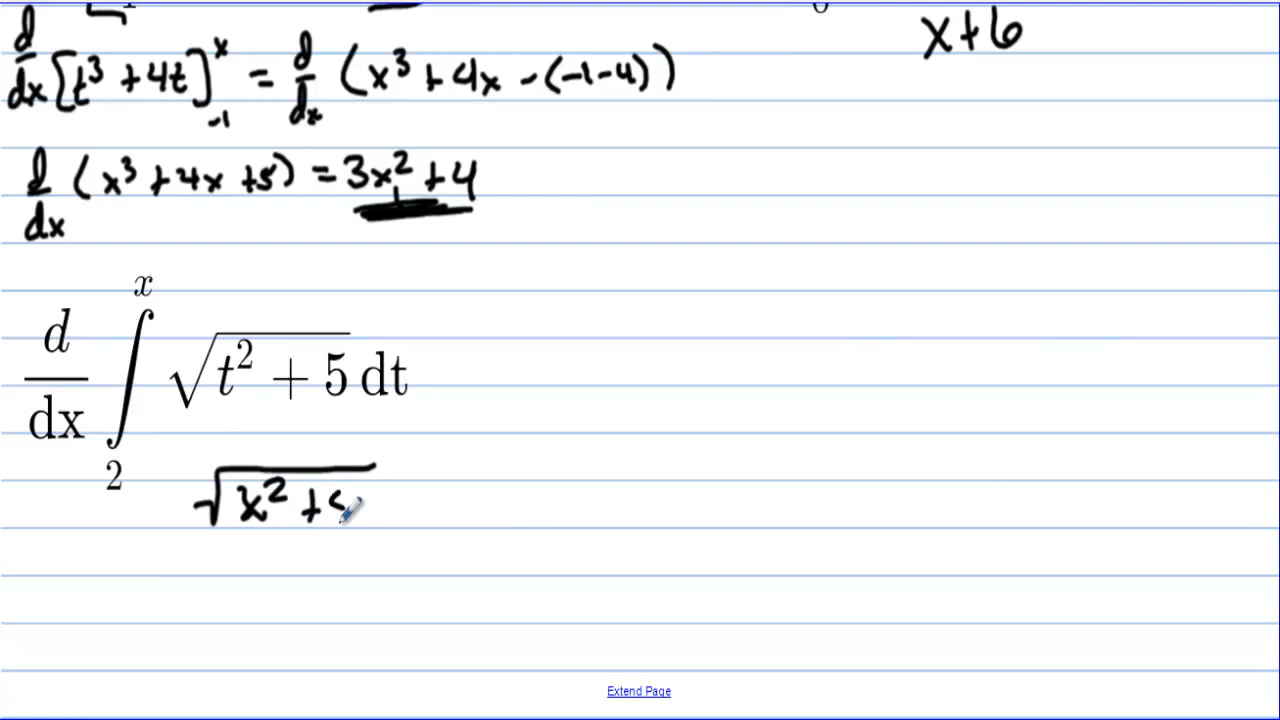 x+6
d/dx [t³ + 4t]ˣ₋₁ = d/dx (x³ + 4x - (-1-4))
d/dx (x³ + 4x + 5) = 3x² + 4
d/dx ∫₂ˣ √(t² + 5) dt
√(x² + 5
Extend Page